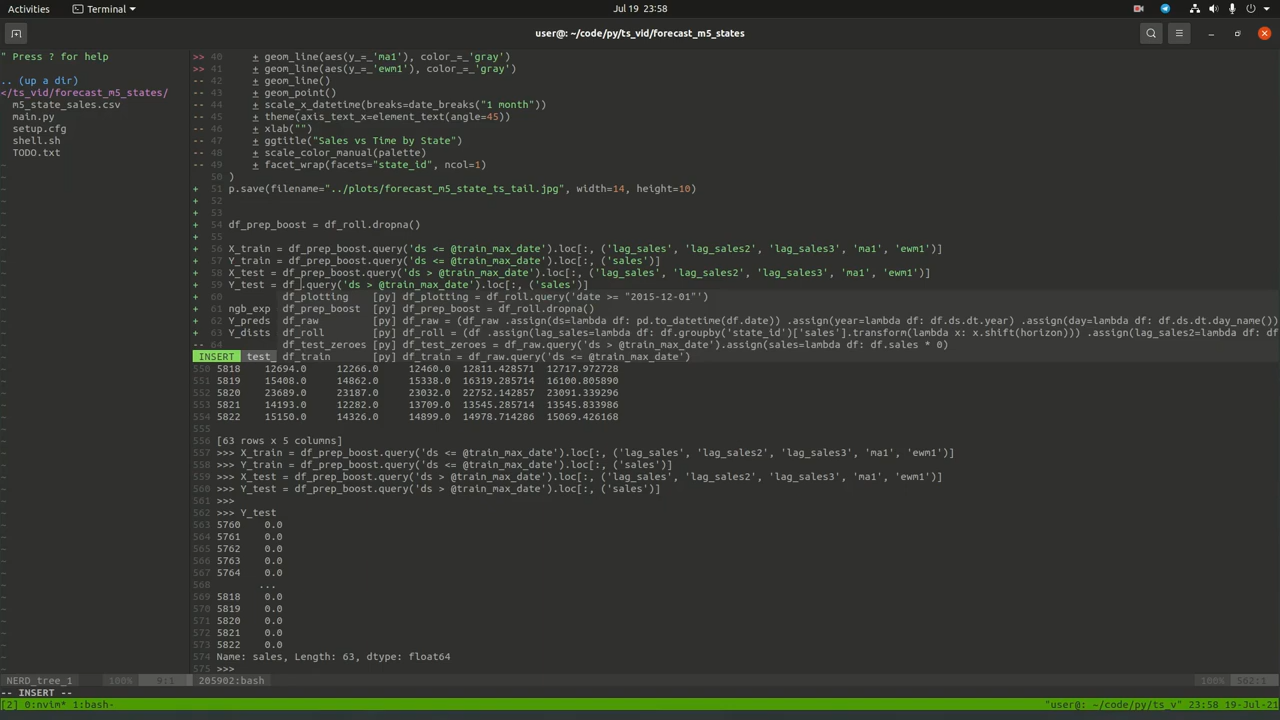 Activities Terminal Jul 19 23:58
user@: ~/code/py/ts_vid/forecast_m5_states
" Press ? for help
.. (up a dir)
</ts_vid/forecast_m5_states/
m5_state_sales.csv
main.py
setup.cfg
shell.sh
TODO.txt
>> 40 + geom_line(aes(y_=_'ma1'), color_=_'gray')
>> 41 + geom_line(aes(y_=_'ewm1'), color_=_'gray')
-- 42 + geom_line()
-- 43 + geom_point()
-- 44 + scale_x_datetime(breaks=date_breaks("1 month"))
-- 45 + theme(axis_text_x=element_text(angle=45))
-- 46 + xlab("")
-- 47 + ggtitle("Sales vs Time by State")
-- 48 + scale_color_manual(palette)
-- 49 + facet_wrap(facets="state_id", ncol=1)
50 )
+ 51 p.save(filename="../plots/forecast_m5_state_ts_tail.jpg", width=14, height=10)
+ 52
+ 53
+ 54 df_prep_boost = df_roll.dropna()
+ 55
+ 56 X_train = df_prep_boost.query('ds <= @train_max_date').loc[:, ('lag_sales', 'lag_sales2', 'lag_sales3', 'ma1', 'ewm1')]
+ 57 Y_train = df_prep_boost.query('ds <= @train_max_date').loc[:, ('sales')]
+ 58 X_test = df_prep_boost.query('ds > @train_max_date').loc[:, ('lag_sales', 'lag_sales2', 'lag_sales3', 'ma1', 'ewm1')]
+ 59 Y_test = df_.query('ds > @train_max_date').loc[:, ('sales')]
+ 60 df_plotting [py] df_plotting = df_roll.query('date >= "2015-12-01"')
+ 61 ngb_exp df_prep_boost [py] df_prep_boost = df_roll.dropna()
+ 62 Y_preds df_raw [py] df_raw = (df .assign(ds=lambda df: pd.to_datetime(df.date)) .assign(year=lambda df: df.ds.dt.year) .assign(day=lambda df: df.ds.dt.day_name())
+ 63 Y_dists df_roll [py] df_roll = (df .assign(lag_sales=lambda df: df.groupby('state_id')['sales'].transform(lambda x: x.shift(horizon))) .assign(lag_sales2=lambda df: df
-- 64 df_test_zeroes [py] df_test_zeroes = df_raw.query('ds > @train_max_date').assign(sales=lambda df: df.sales * 0)
INSERT test_ df_train [py] df_train = df_raw.query('ds <= @train_max_date')
550 5818 12694.0 12266.0 12460.0 12811.428571 12717.972728
551 5819 15408.0 14862.0 15338.0 16319.285714 16100.805890
552 5820 23689.0 23187.0 23032.0 22752.142857 23091.339296
553 5821 14193.0 12282.0 13709.0 13545.285714 13545.833986
554 5822 15150.0 14326.0 14899.0 14978.714286 15069.426168
555
556 [63 rows x 5 columns]
557 >>> X_train = df_prep_boost.query('ds <= @train_max_date').loc[:, ('lag_sales', 'lag_sales2', 'lag_sales3', 'ma1', 'ewm1')]
558 >>> Y_train = df_prep_boost.query('ds <= @train_max_date').loc[:, ('sales')]
559 >>> X_test = df_prep_boost.query('ds > @train_max_date').loc[:, ('lag_sales', 'lag_sales2', 'lag_sales3', 'ma1', 'ewm1')]
560 >>> Y_test = df_prep_boost.query('ds > @train_max_date').loc[:, ('sales')]
561 >>>
562 >>> Y_test
563 5760 0.0
564 5761 0.0
565 5762 0.0
566 5763 0.0
567 5764 0.0
568 ...
569 5818 0.0
570 5819 0.0
571 5820 0.0
572 5821 0.0
573 5822 0.0
574 Name: sales, Length: 63, dtype: float64
575 >>>
NERD_tree_1 100% 9:1 205902:bash 100% 562:1
-- INSERT --
[2] 0:nvim* 1:bash- "user@: ~/code/py/ts_v" 23:58 19-Jul-21